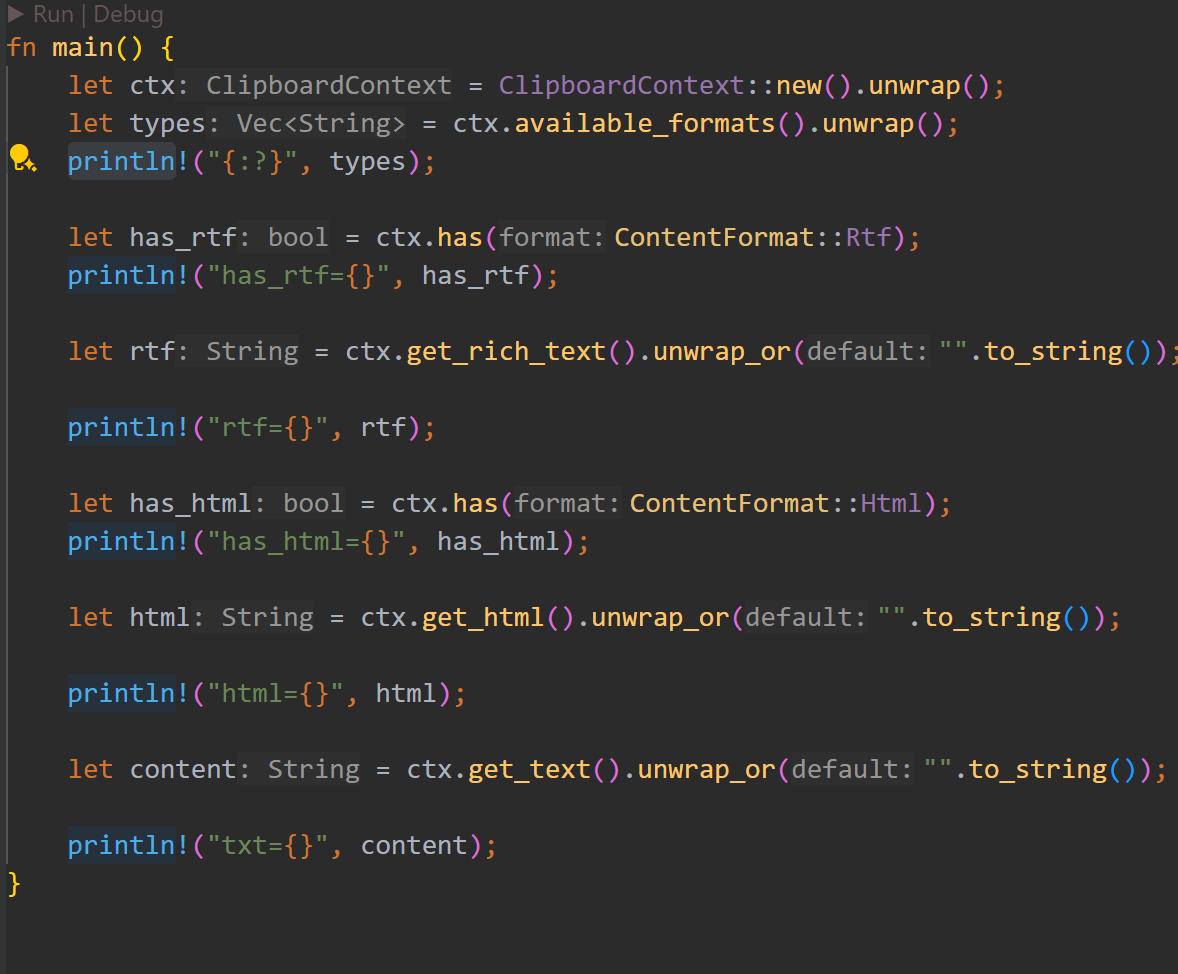 Run | Debug
fn main() {
let ctx: ClipboardContext = ClipboardContext::new().unwrap();
let types: Vec<String> = ctx.available_formats().unwrap();
println!("{:?}", types);
let has_rtf: bool = ctx.has(format: ContentFormat::Rtf);
println!("has_rtf={}", has_rtf);
let rtf: String = ctx.get_rich_text().unwrap_or(default: "".to_string());
println!("rtf={}", rtf);
let has_html: bool = ctx.has(format: ContentFormat::Html);
println!("has_html={}", has_html);
let html: String = ctx.get_html().unwrap_or(default: "".to_string());
println!("html={}", html);
let content: String = ctx.get_text().unwrap_or(default: "".to_string());
println!("txt={}", content);
}